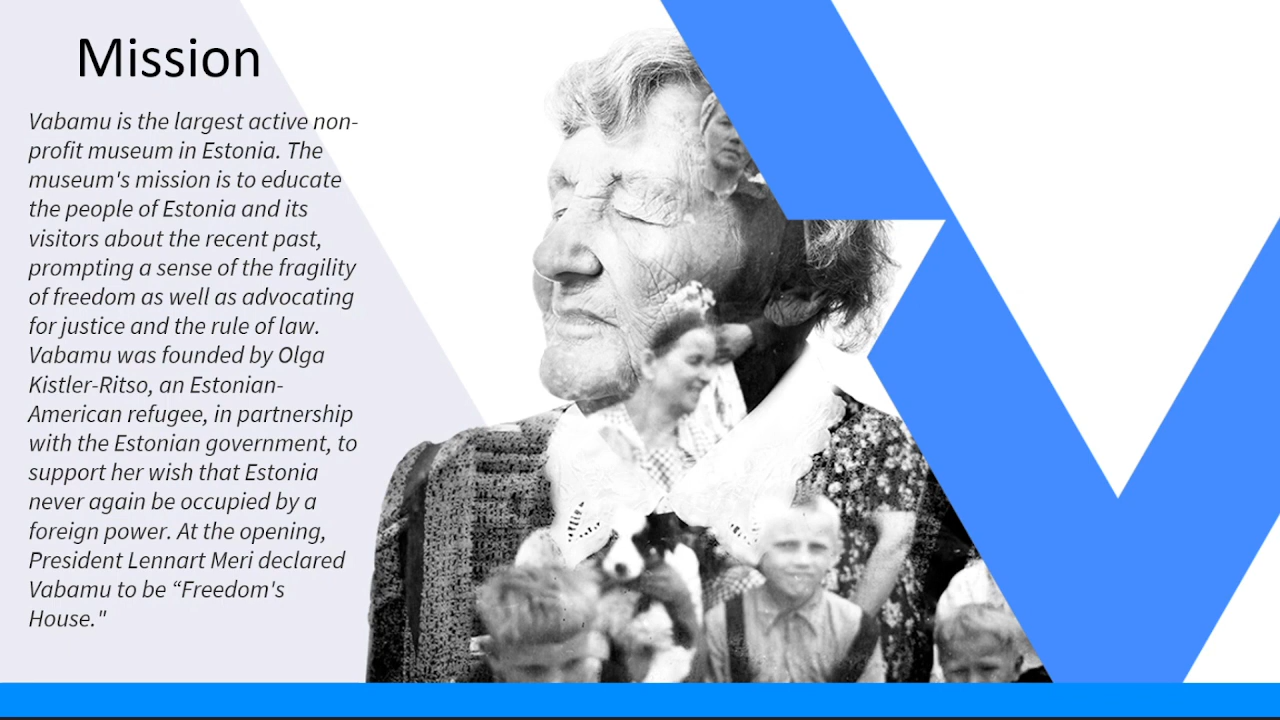 Mission
Vabamu is the largest active non-
profit museum in Estonia. The
museum's mission is to educate
the people of Estonia and its
visitors about the recent past,
prompting a sense of the fragility
of freedom as well as advocating
for justice and the rule of law.
Vabamu was founded by Olga
Kistler-Ritso, an Estonian-
American refugee, in partnership
with the Estonian government, to
support her wish that Estonia
never again be occupied by a
foreign power. At the opening,
President Lennart Meri declared
Vabamu to be “Freedom's
House."